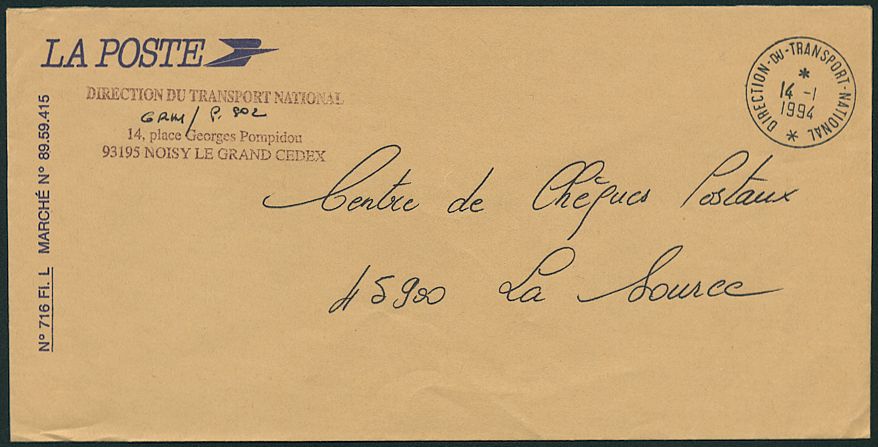 LA POSTE
DIRECTION DU TRANSPORT NATIONAL
GRM/ P. 802
14, place Georges Pompidou
93195 NOISY LE GRAND CEDEX
DIRECTION-DU-TRANSPORT-NATIONAL
*
14 -1
1994
*
Centre de Chèques Postaux
45900 La Source
N° 716 FI. L MARCHÉ N° 89.59.415